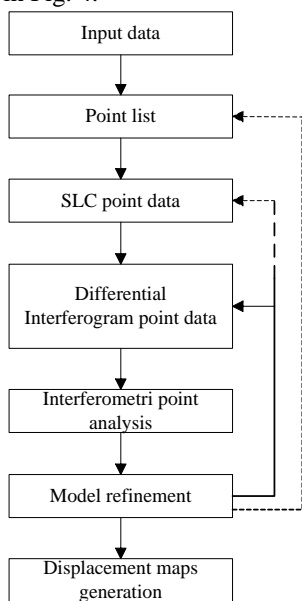 in Fig. 4.
Input data
Point list
SLC point data
Differential
Interferogram point data
Interferometri point
analysis
Model refinement
Displacement maps
generation